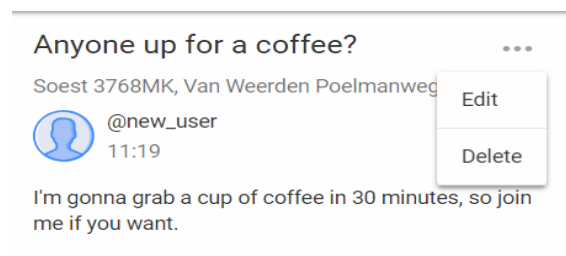 Anyone up for a coffee?
Soest 3768MK, Van Weerden Poelmanweg
Edit
@new_user
11:19
Delete
I'm gonna grab a cup of coffee in 30 minutes, so join
me if you want.